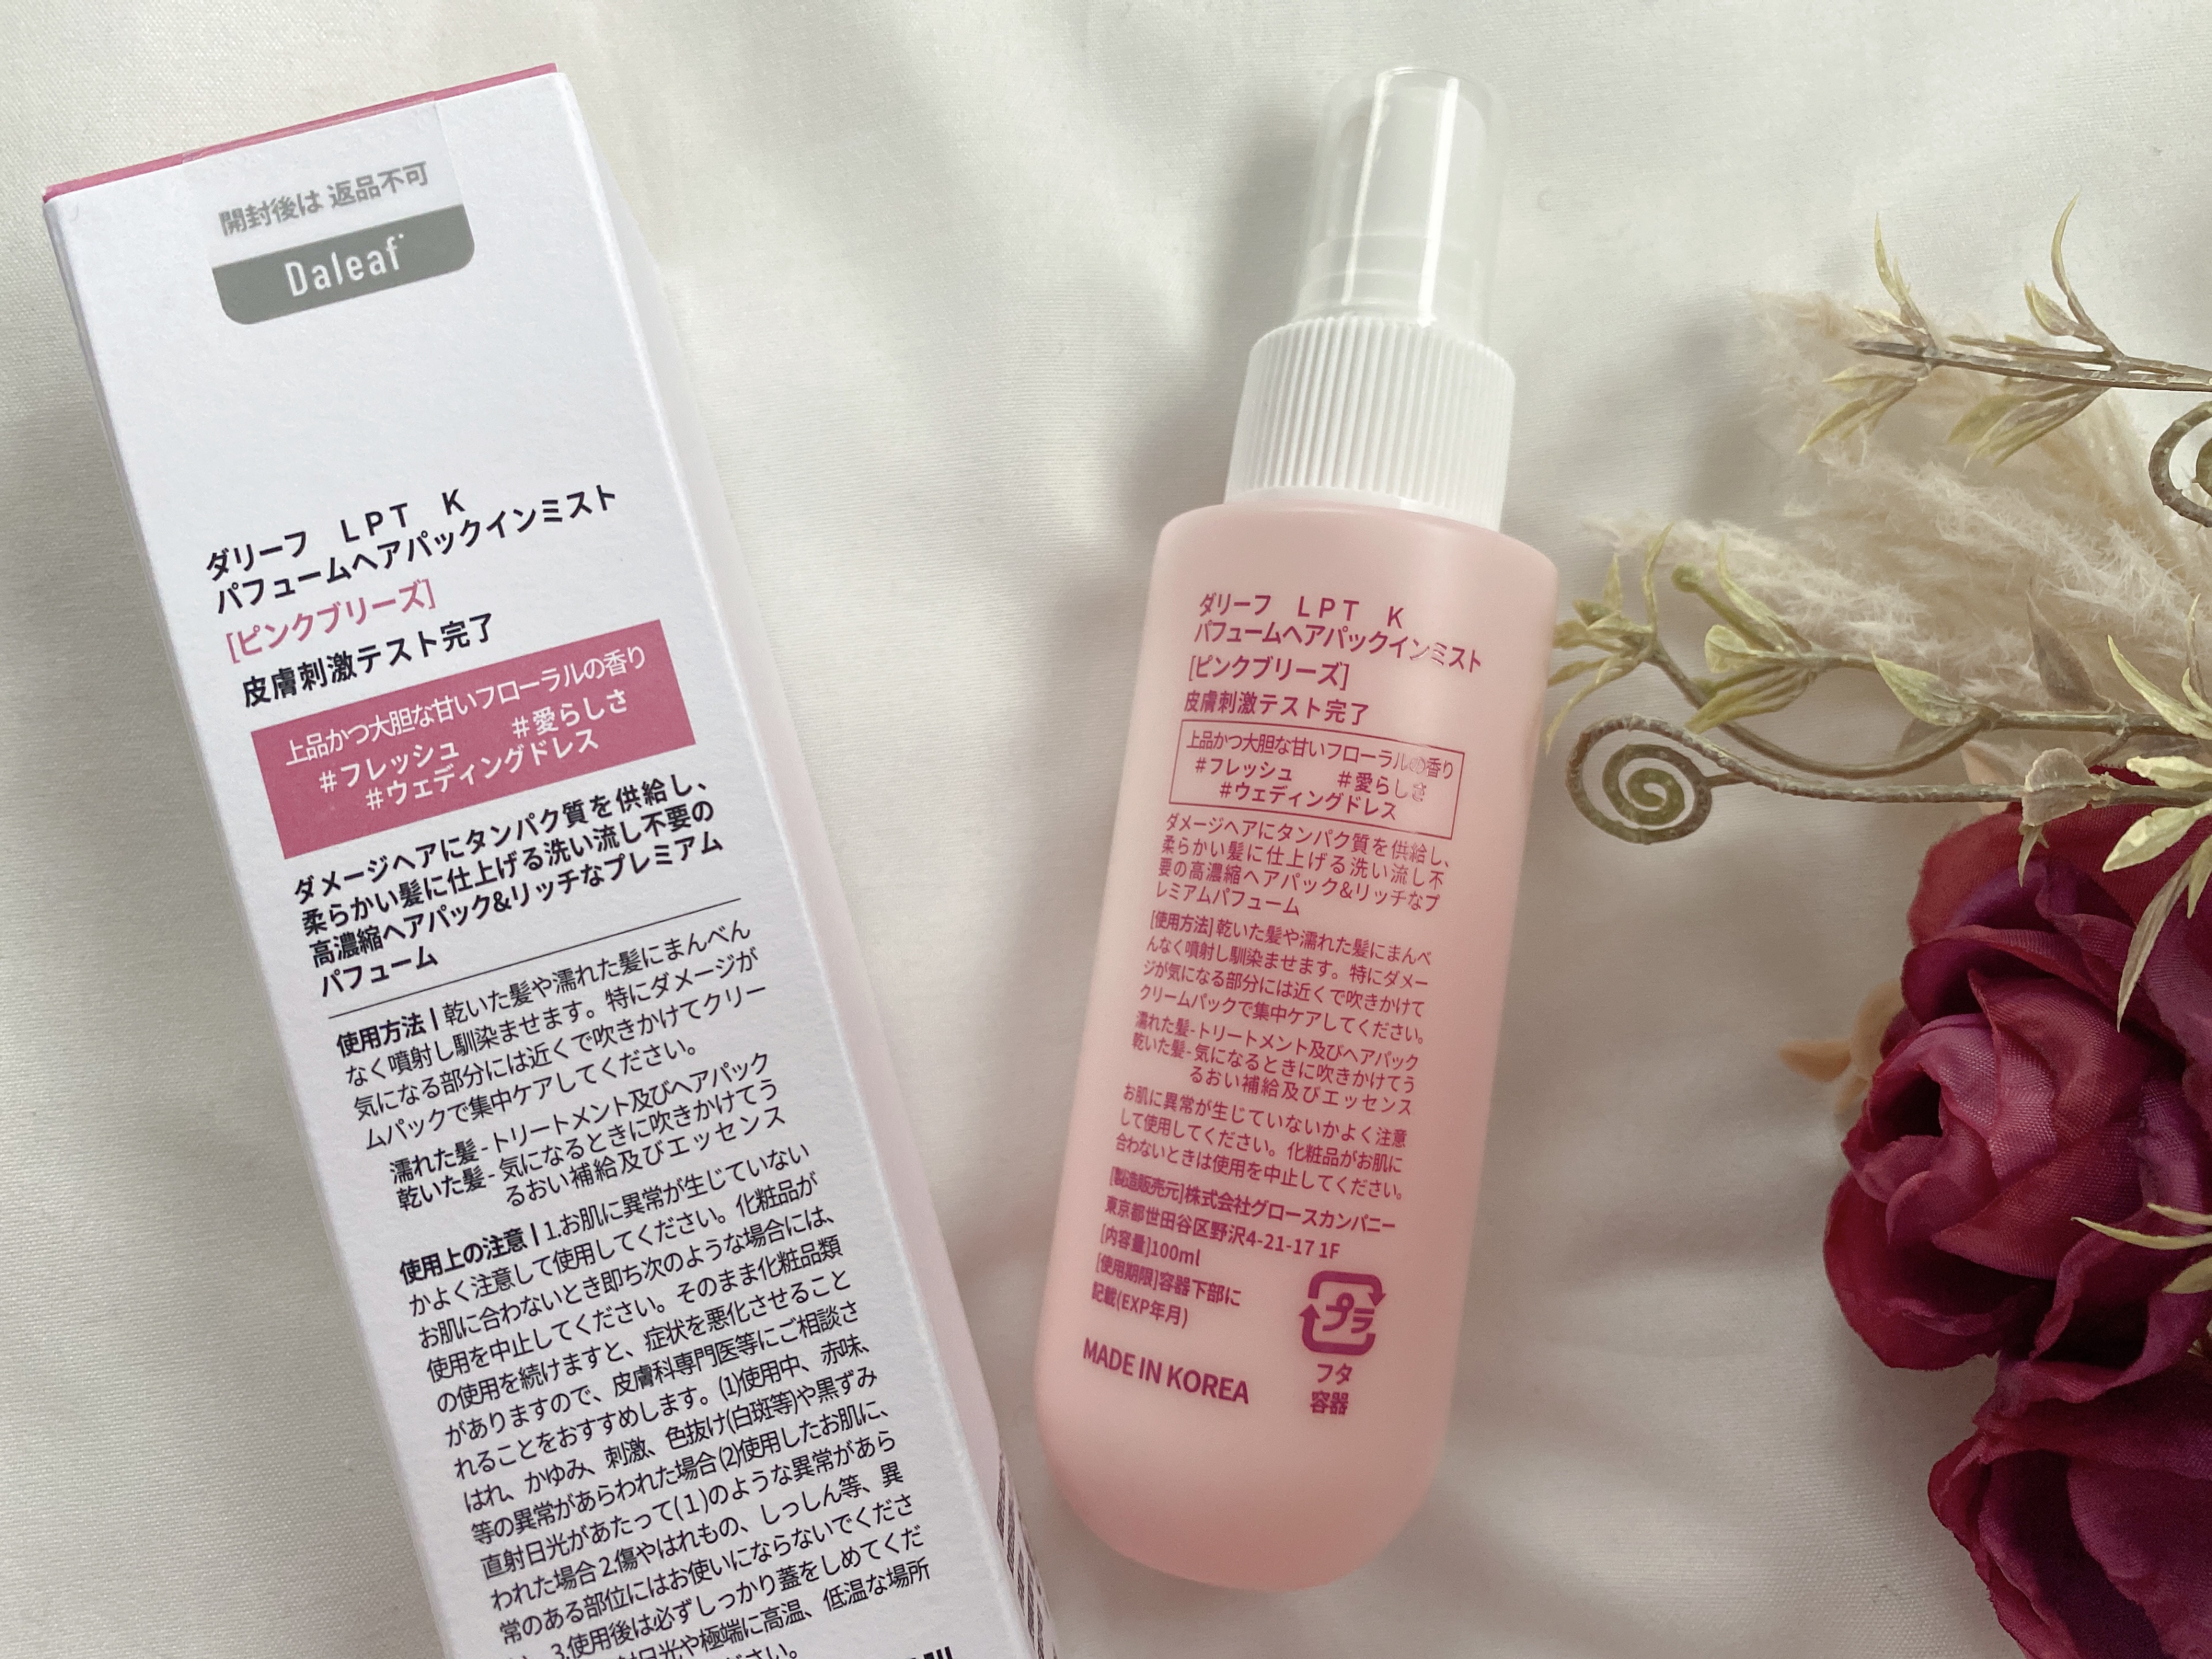 開封後は 返品不可
Daleaf
ダリーフ LPT K
パフュームヘアパックインミスト
[ピンクブリーズ]
皮膚刺激テスト完了
上品かつ大胆な甘いフローラルの香り
#フレッシュ #愛らしさ
#ウェディングドレス
ダメージヘアにタンパク質を供給し、
柔らかい髪に仕上げる洗い流し不要の
高濃縮ヘアパック&リッチなプレミアム
パフューム
使用方法 | 乾いた髪や濡れた髪にまんべん
なく噴射し馴染ませます。特にダメージが
気になる部分には近くで吹きかけてクリー
ムパックで集中ケアしてください。
濡れた髪-トリートメント及びヘアパック
乾いた髪-気になるときに吹きかけてう
るおい補給及びエッセンス
使用上の注意 | 1.お肌に異常が生じていない
かよく注意して使用してください。化粧品が
お肌に合わないとき即ち次のような場合には、
使用を中止してください。そのまま化粧品類
の使用を続けますと、症状を悪化させること
がありますので、皮膚科専門医等にご相談さ
れることをおすすめします。(1)使用中、赤味、
はれ、かゆみ、刺激、色抜け(白斑等)や黒ずみ
等の異常があらわれた場合(2)使用したお肌に、
直射日光があたって(1)のような異常があら
われた場合 2.傷やはれもの、しっしん等、異
常のある部位にはお使いにならないでくださ
3.使用後は必ずしっかり蓋をしめてくだ
日光や極端に高温、低温な場所
さい。
ダリーフ LPT K
パフュームヘアパックインミスト
[ピンクブリーズ]
皮膚刺激テスト完了
上品かつ大胆な甘いフローラルの香り
#フレッシュ #愛らしさ
#ウェディングドレス
ダメージヘアにタンパク質を供給し、
柔らかい髪に仕上げる洗い流し不
要の高濃縮ヘアパック&リッチなプ
レミアムパフューム
[使用方法]乾いた髪や濡れた髪にまんべ
んなく噴射し馴染ませます。特にダメー
ジが気になる部分には近くで吹きかけて
クリームパックで集中ケアしてください。
濡れた髪-トリートメント及びヘアパック
乾いた髪-気になるときに吹きかけてう
るおい補給及びエッセンス
お肌に異常が生じていないかよく注意
して使用してください。化粧品がお肌に
合わないときは使用を中止してください。
[製造販売元]株式会社グロースカンパニー
東京都世田谷区野沢4-21-17 1F
[内容量]100ml
[使用期限]容器下部に
記載(EXP年月)
MADE IN KOREA
プラ
フタ
容器